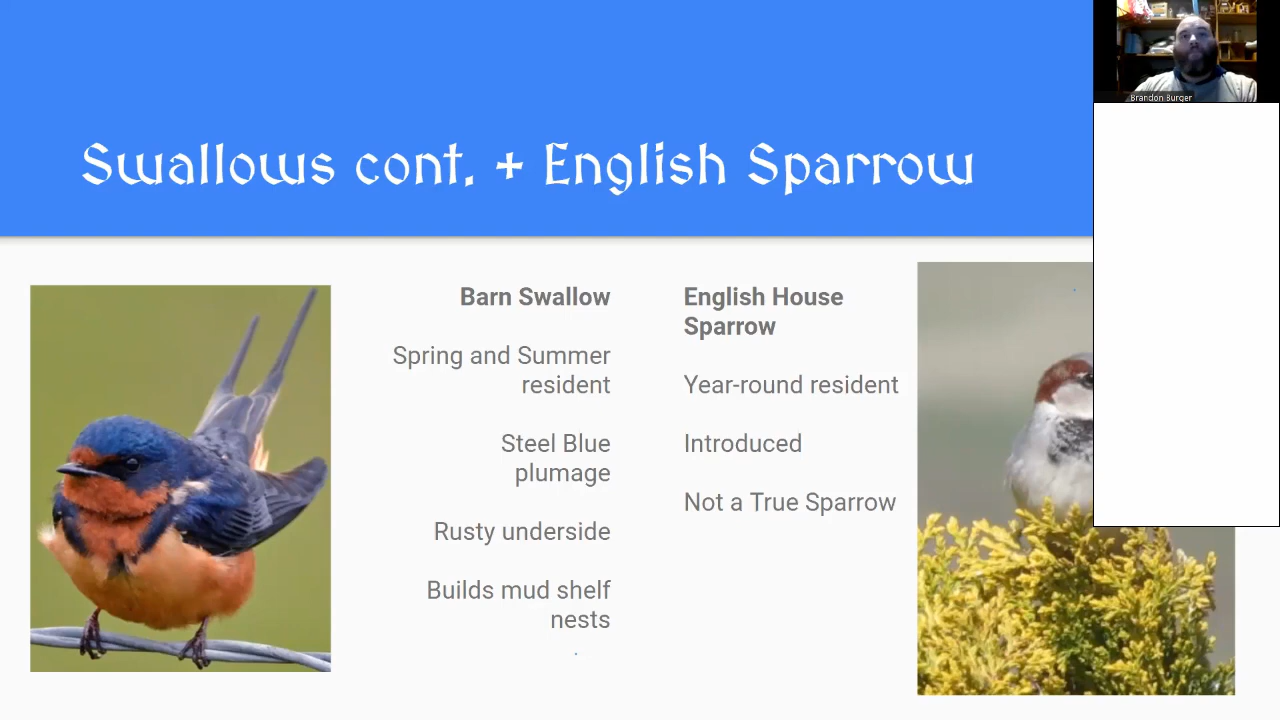 Swallows cont. + English Sparrow
Brandon Burger
Barn Swallow
Spring and Summer
resident
Steel Blue
plumage
Rusty underside
Builds mud shelf
nests
English House
Sparrow
Year-round resident
Introduced
Not a True Sparrow